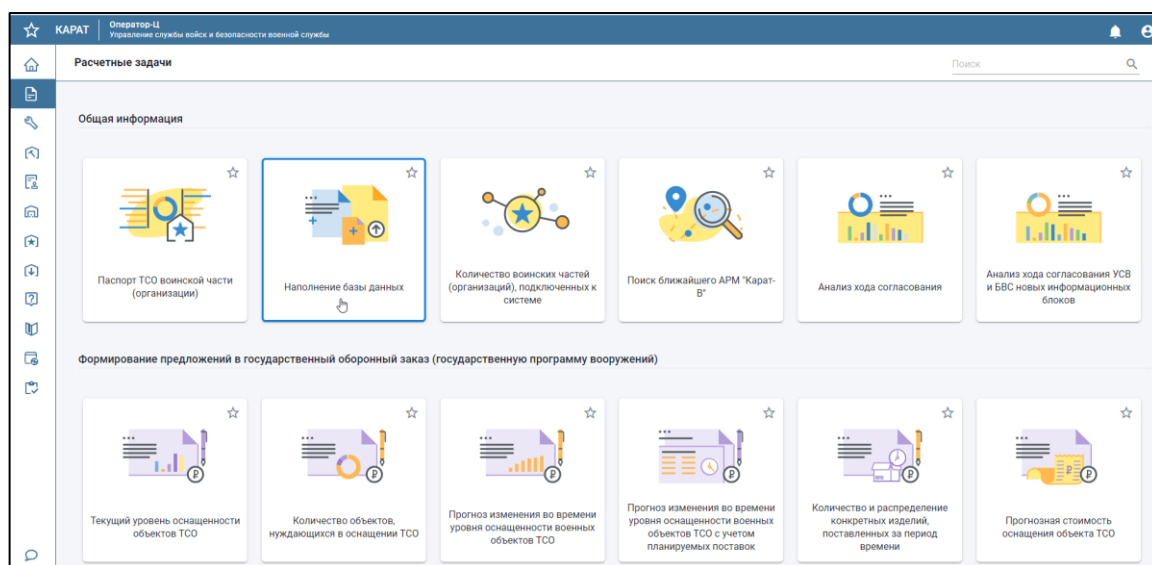 КАРАТ
Оператор-Ц
Управление службы войск и безопасности военной службы
Расчетные задачи
Поиск
Общая информация
Паспорт ТСО воинской части
(организации)
Наполнение базы данных
Количество воинских частей
(организаций), подключенных к
системе
Поиск ближайшего АРМ "Карат-
В"
Анализ хода согласования
Анализ хода согласования УСВ
и БВС новых информационных
блоков
Формирование предложений в государственный оборонный заказ (государственную программу вооружений)
Текущий уровень оснащенности
объектов ТСО
Количество объектов,
нуждающихся в оснащении ТСО
Прогноз изменения во времени
уровня оснащенности военных
объектов ТСО
Прогноз изменения во времени
уровня оснащенности военных
объектов ТСО с учетом
планируемых поставок
Количество и распределение
конкретных изделий,
поставленных за период
времени
Прогнозная стоимость
оснащения объекта ТСО